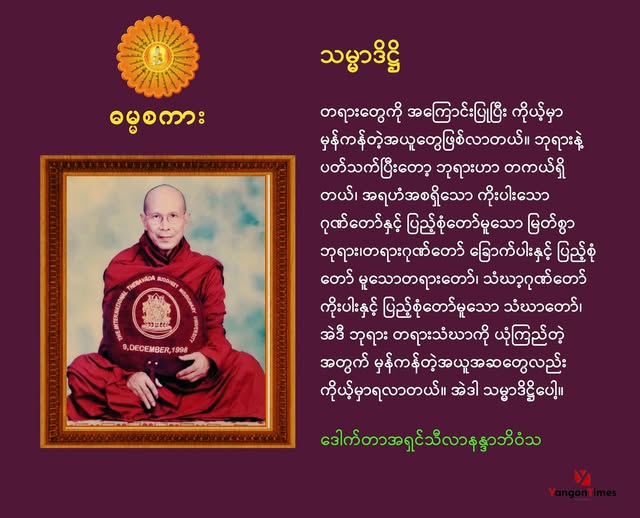 ဓမ္မစကား
သမ္မာဒိဋ္ဌိ
တရားတွေကို အကြောင်းပြုပြီး ကိုယ့်မှာ
မှန်ကန်တဲ့အယူတွေဖြစ်လာတယ်။ ဘုရားနဲ့
ပတ်သက်ပြီးတော့ ဘုရားဟာ တကယ်ရှိ
တယ်၊ အရဟံအစရှိသော ကိုးပါးသော
ဂုဏ်တော်နှင့် ပြည့်စုံတော်မူသော မြတ်စွာ
ဘုရား၊တရားဂုဏ်တော် ခြောက်ပါးနှင့် ပြည့်စုံ
တော် မူသောတရားတော်၊ သံဃာ့ဂုဏ်တော်
ကိုးပါးနှင့် ပြည့်စုံတော်မူသော သံဃာတော်၊
အဲဒီ ဘုရား တရားသံဃာကို ယုံကြည်တဲ့
အတွက် မှန်ကန်တဲ့အယူအဆတွေလည်း
ကိုယ့်မှာရလာတယ်။ အဲဒါ သမ္မာဒိဋ္ဌိပေါ့။
ဒေါက်တာအရှင်သီလာနန္ဒာဘိဝံသ
THE INTERNATIONAL THERAVĀDA BUDDHIST MISSIONARY UNIVERSITY
9, DECEMBER, 1998
YangonTimes